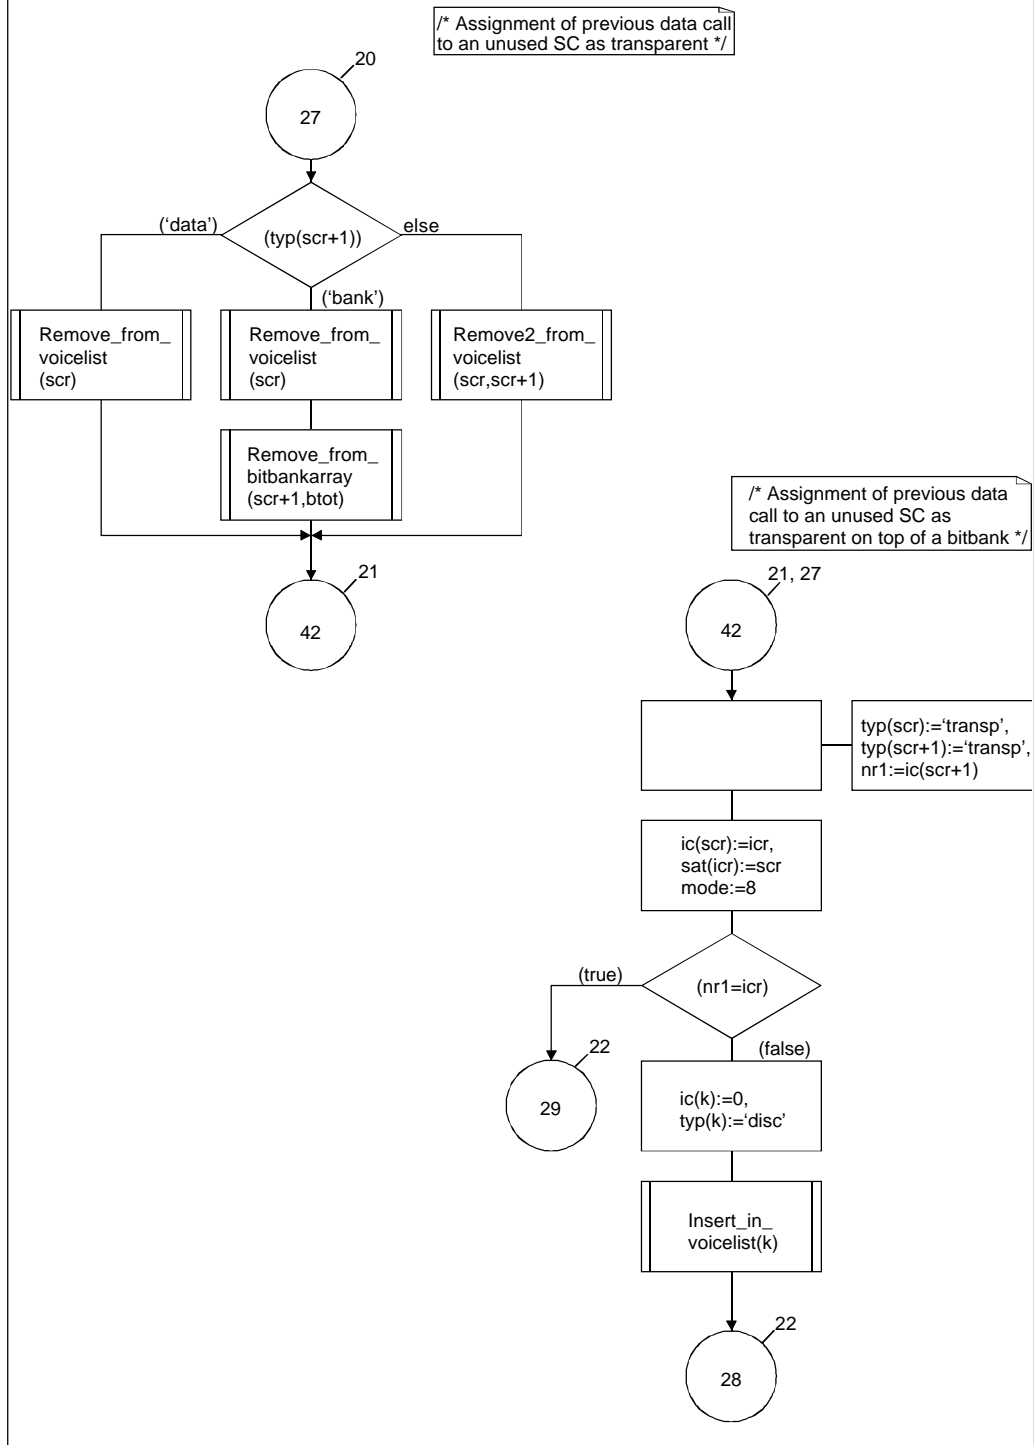 /* Assignment of previous data call
to an unused SC as transparent */
20
27
(‘data’)
(typ(scr+1))
else
(‘bank’)
Remove_from_
voicelist
(scr)
Remove_from_
voicelist
(scr)
Remove2_from_
voicelist
(scr,scr+1)
Remove_from_
bitbankarray
(scr+1,btot)
21
42
/* Assignment of previous data
call to an unused SC as
transparent on top of a bitbank */
21, 27
42
typ(scr):=‘transp’,
typ(scr+1):=‘transp’,
nr1:=ic(scr+1)
ic(scr):=icr,
sat(icr):=scr
mode:=8
(true)
(nr1=icr)
(false)
22
29
ic(k):=0,
typ(k):=‘disc’
Insert_in_
voicelist(k)
22
28